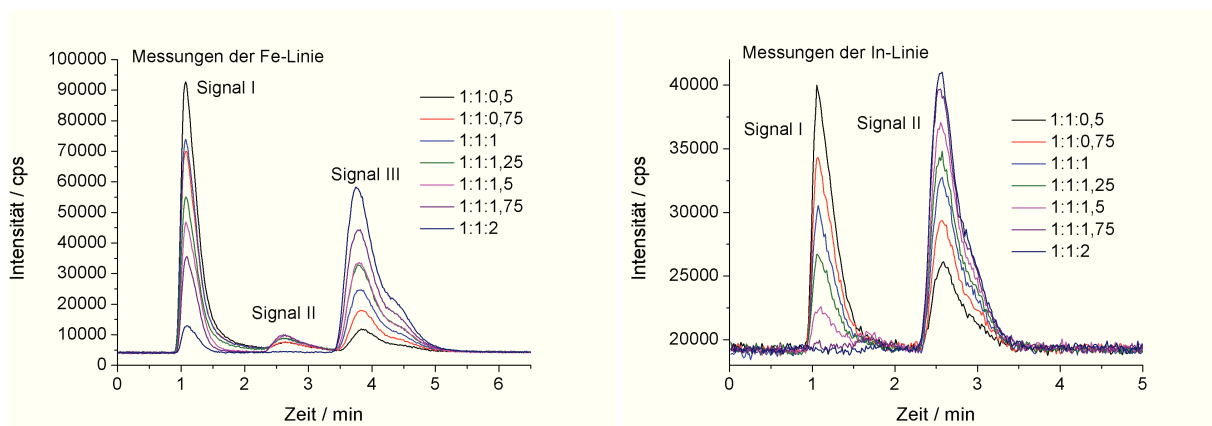 Messungen der Fe-Linie
Intensität / cps
100000
90000
80000
70000
60000
50000
40000
30000
20000
10000
0
Signal I
Signal II
Signal III
1:1:0,5
1:1:0,75
1:1:1
1:1:1,25
1:1:1,5
1:1:1,75
1:1:2
0 1 2 3 4 5 6
Zeit / min
Messungen der In-Linie
Intensität / cps
40000
35000
30000
25000
20000
Signal I
Signal II
1:1:0,5
1:1:0,75
1:1:1
1:1:1,25
1:1:1,5
1:1:1,75
1:1:2
0 1 2 3 4 5
Zeit / min